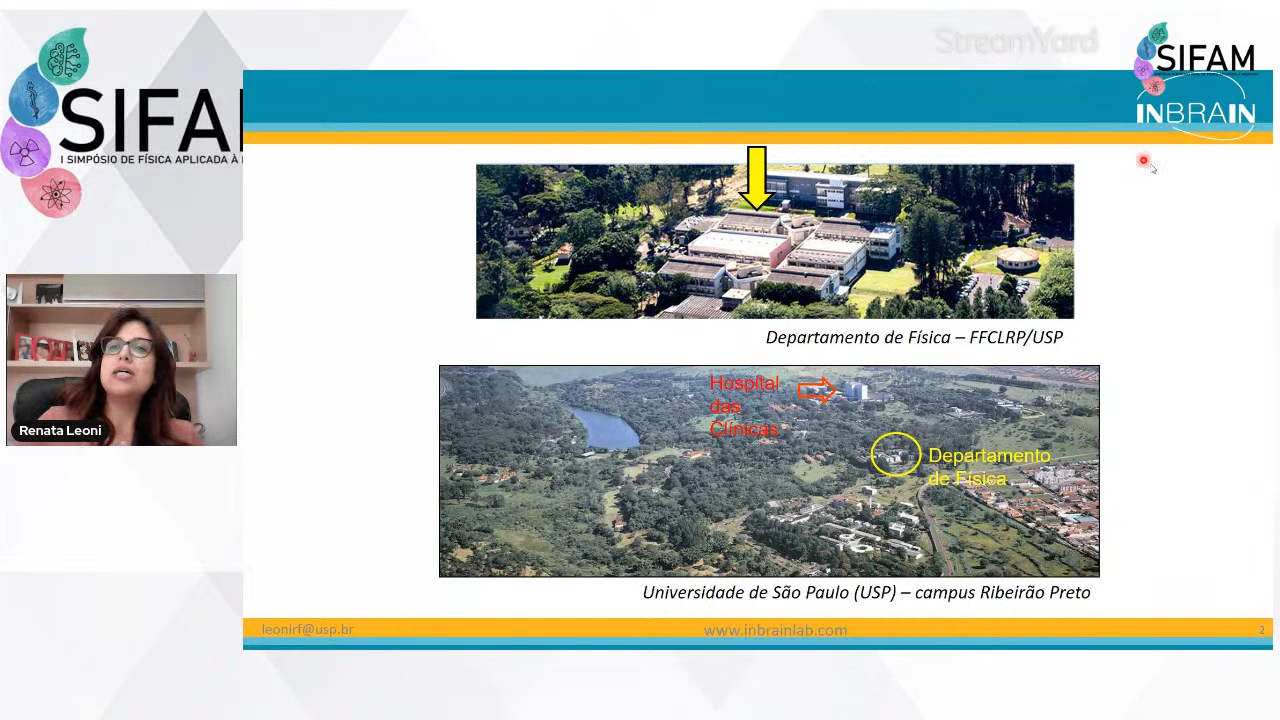 StreamYard
SIFAM
INBRAIN
SIFA
I SIMPÓSIO DE FÍSICA APLICADA À
Departamento de Física – FFCLRP/USP
Hospital
das
Clínicas
Departamento
de Física
Renata Leoni
Universidade de São Paulo (USP) – campus Ribeirão Preto
leonirf@usp.br
www.inbrainlab.com
2